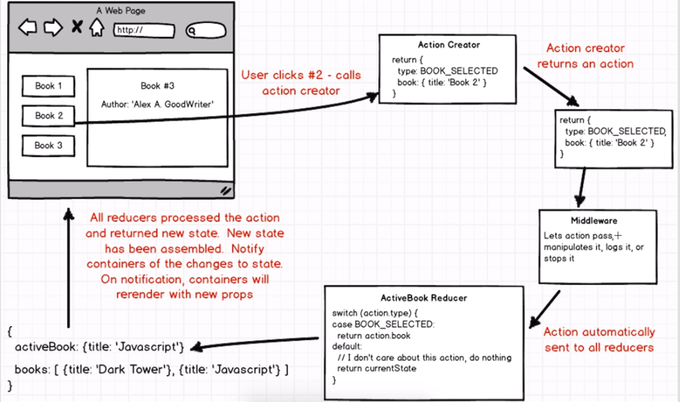 A Web Page
http://
Book 1
Book 2
Book 3
Book #3
Author: 'Alex A. GoodWriter'
User clicks #2 - calls
action creator
Action Creator
return {
type: BOOK_SELECTED
book: { title: 'Book 2' }
}
Action creator
returns an action
return {
type: BOOK_SELECTED,
book: { title: 'Book 2' }
}
Middleware
Lets action pass,
manipulates it, logs it, or
stops it
Action automatically
sent to all reducers
ActiveBook Reducer
switch (action.type) {
case BOOK_SELECTED:
return action.book
default:
// I don't care about this action, do nothing
return currentState
}
All reducers processed the action
and returned new state. New state
has been assembled. Notify
containers of the changes to state.
On notification, containers will
rerender with new props
{
activeBook: {title: 'Javascript'}
books: [ {title: 'Dark Tower'}, {title: 'Javascript'} ]
}